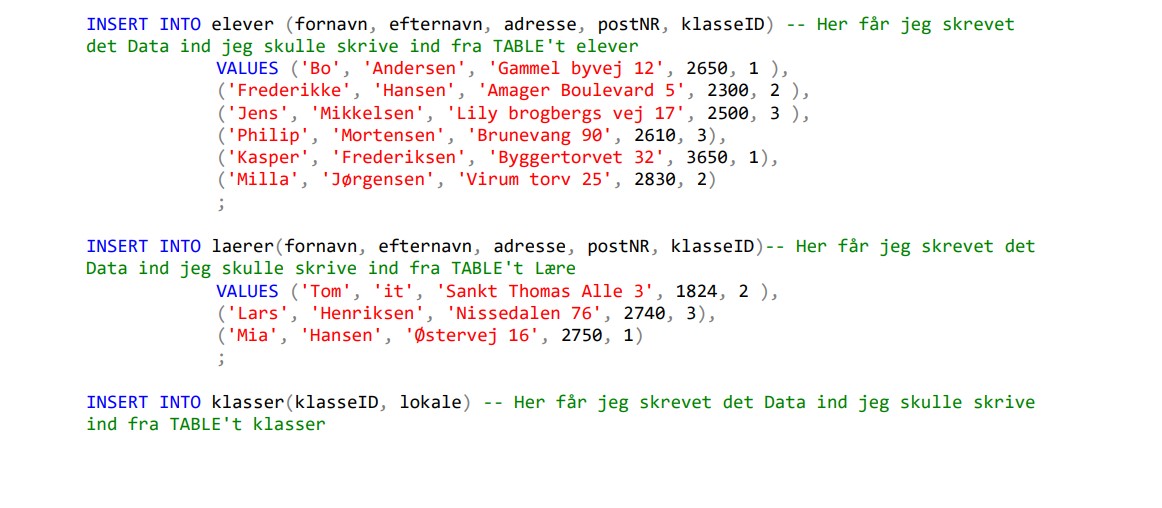 INSERT INTO elever (fornavn, efternavn, adresse, postNR, klasseID) -- Her får jeg skrevet
det Data ind jeg skulle skrive ind fra TABLE't elever
VALUES ('Bo', 'Andersen', 'Gammel byvej 12', 2650, 1 ),
('Frederikke', 'Hansen', 'Amager Boulevard 5', 2300, 2 ),
('Jens', 'Mikkelsen', 'Lily brogbergs vej 17', 2500, 3 ),
('Philip', 'Mortensen', 'Brunevang 90', 2610, 3),
('Kasper', 'Frederiksen', 'Byggertorvet 32', 3650, 1),
('Milla', 'Jørgensen', 'Virum torv 25', 2830, 2)
;
INSERT INTO laerer(fornavn, efternavn, adresse, postNR, klasseID)-- Her får jeg skrevet det
Data ind jeg skulle skrive ind fra TABLE't Lære
VALUES ('Tom', 'it', 'Sankt Thomas Alle 3', 1824, 2 ),
('Lars', 'Henriksen', 'Nissedalen 76', 2740, 3),
('Mia', 'Hansen', 'Østervej 16', 2750, 1)
;
INSERT INTO klasser(klasseID, lokale) -- Her får jeg skrevet det Data ind jeg skulle skrive
ind fra TABLE't klasser